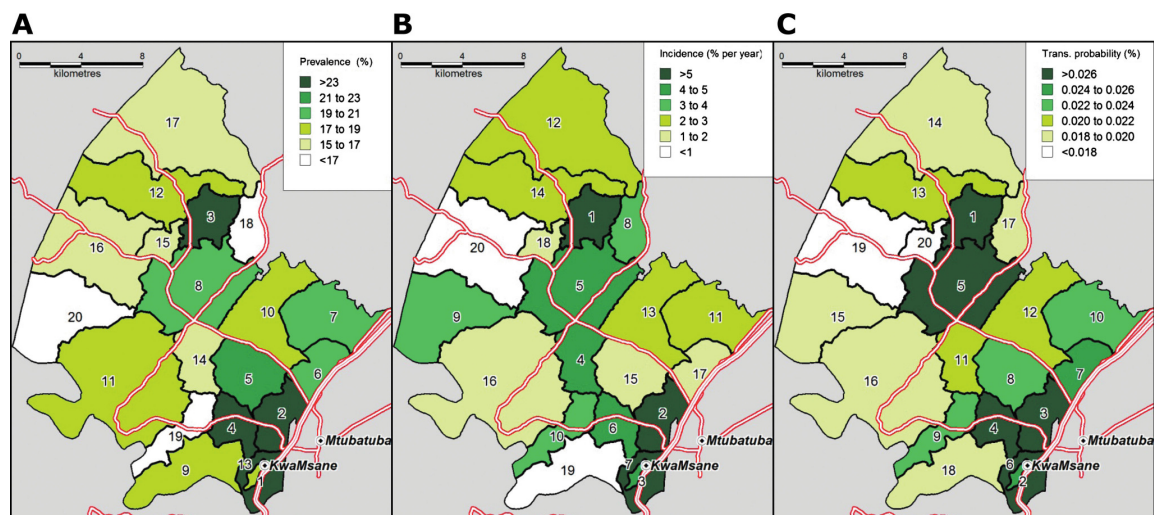 A
0 4 8
kilometres
Prevalence (%)
>23
21 to 23
19 to 21
17 to 19
15 to 17
<17
17
12
3
18
16
15
8
20
10
7
14
6
11
5
2
4
19
Mtubatuba
9
13
KwaMsane
1
B
0 4 8
kilometres
Incidence (% per year)
>5
4 to 5
3 to 4
2 to 3
1 to 2
<1
12
14
1
8
18
20
5
9
13
11
4
17
16
15
2
6
10
Mtubatuba
19
7
KwaMsane
3
C
0 4 8
kilometres
Trans. probability (%)
>0.026
0.024 to 0.026
0.022 to 0.024
0.020 to 0.022
0.018 to 0.020
<0.018
14
13
1
17
19
20
5
15
12
10
11
7
16
8
3
4
9
Mtubatuba
18
6
KwaMsane
2